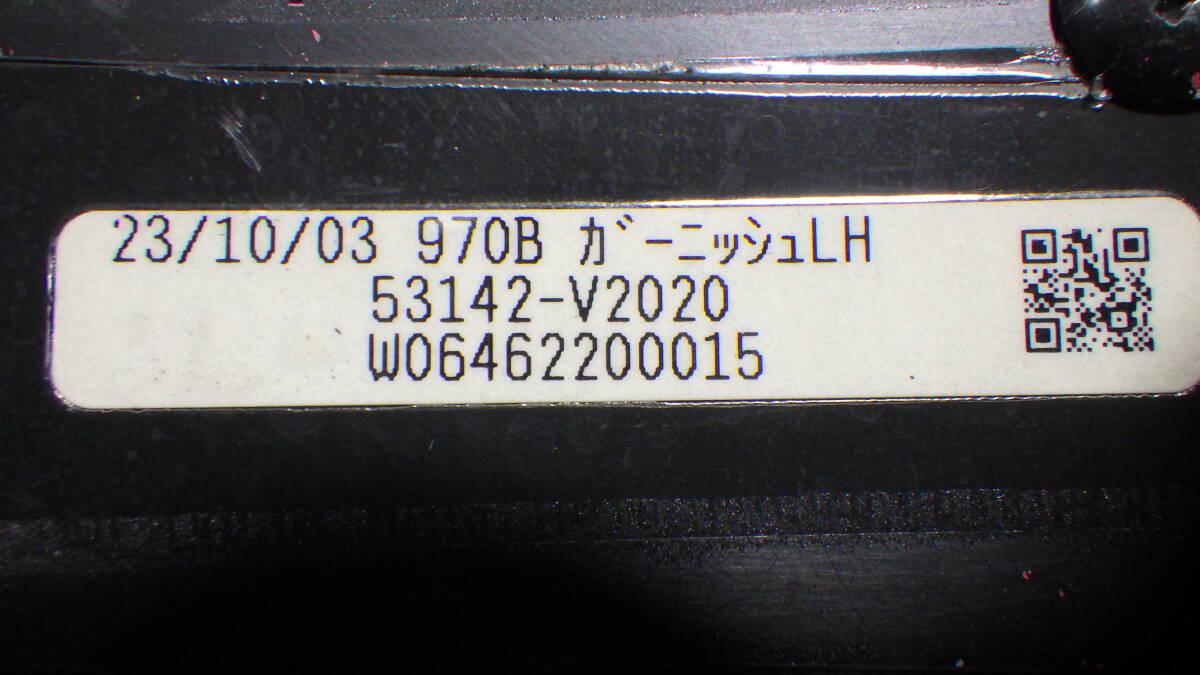 23/10/03 970B ｶﾞｰﾆｯｼｭLH
53142-V2020
W06462200015